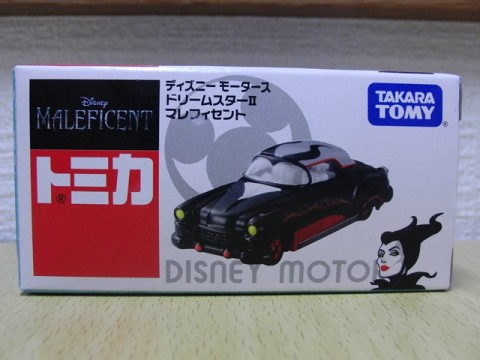 Disney
MALEFICENT
トミカ
®
ディズニー モータース
ドリームスターII
マレフィセント
TAKARA
TOMY
DISNEY MOTO